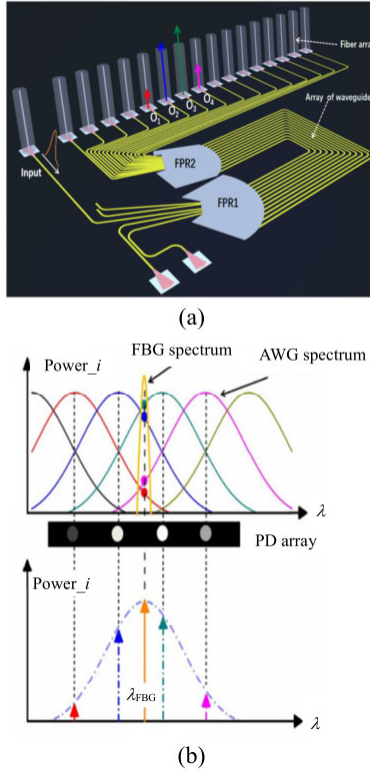 Fiber array
O1 O2 O3 O4
Array of waveguide
FPR2
Input
FPR1
(a)
FBG spectrum
Power_i
AWG spectrum
λ
PD array
Power_i
λFBG
λ
(b)